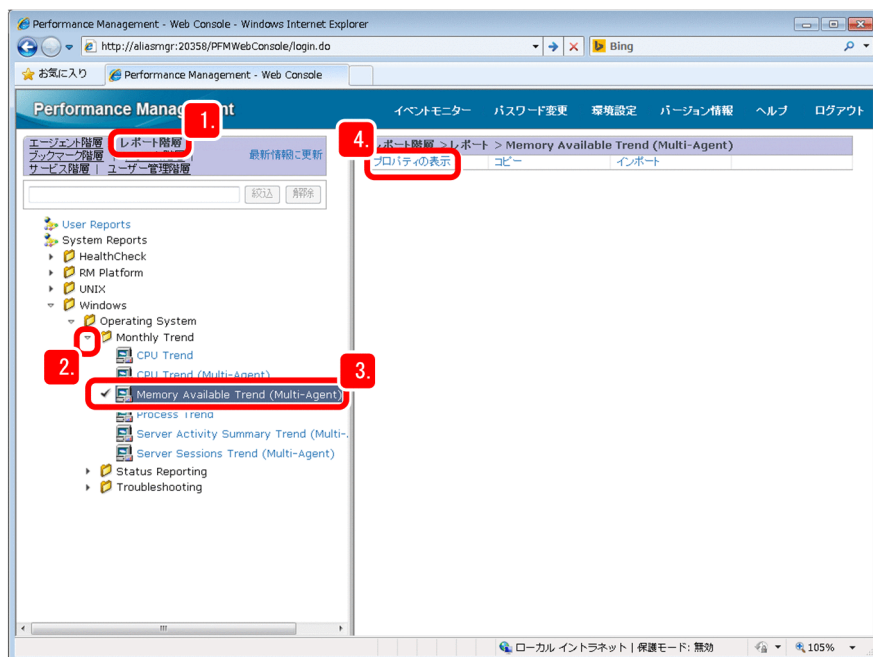 Performance Management - Web Console - Windows Internet Explorer
http://aliasmgr:20358/PFMWebConsole/login.do
Bing
お気に入り
Performance Management - Web Console
Performance Management
イベントモニター パスワード変更 環境設定 バージョン情報 ヘルプ ログアウト
1.
エージェント階層 レポート階層
ブックマーク階層 |
最新情報に更新
サービス階層 | ユーザー管理階層
4.
レポート階層 > レポート > Memory Available Trend (Multi-Agent)
プロパティの表示 コピー インポート
絞込 解除
User Reports
System Reports
HealthCheck
RM Platform
UNIX
Windows
Operating System
Monthly Trend
2.
CPU Trend
CPU Trend (Multi-Agent)
3.
Memory Available Trend (Multi-Agent)
Process Trend
Server Activity Summary Trend (Multi-.
Server Sessions Trend (Multi-Agent)
Status Reporting
Troubleshooting
ローカル イントラネット | 保護モード: 無効
105%